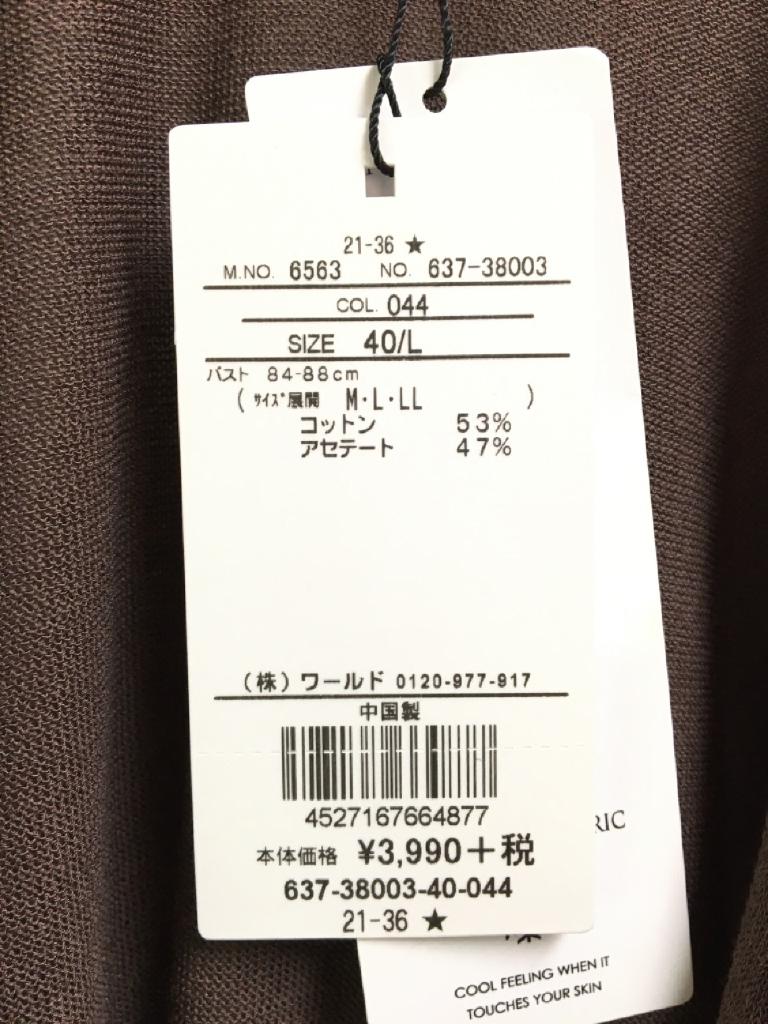 21-36 ★
M.NO. 6563 NO. 637-38003
COL. 044
SIZE 40/L
バスト 84-88cm
( サイズ展開 M・L・LL )
コットン 53%
アセテート 47%
(株)ワールド 0120-977-917
中国製
4527167664877
本体価格 ¥3,990+税
637-38003-40-044
21-36 ★
RIC
COOL FEELING WHEN IT
TOUCHES YOUR SKIN